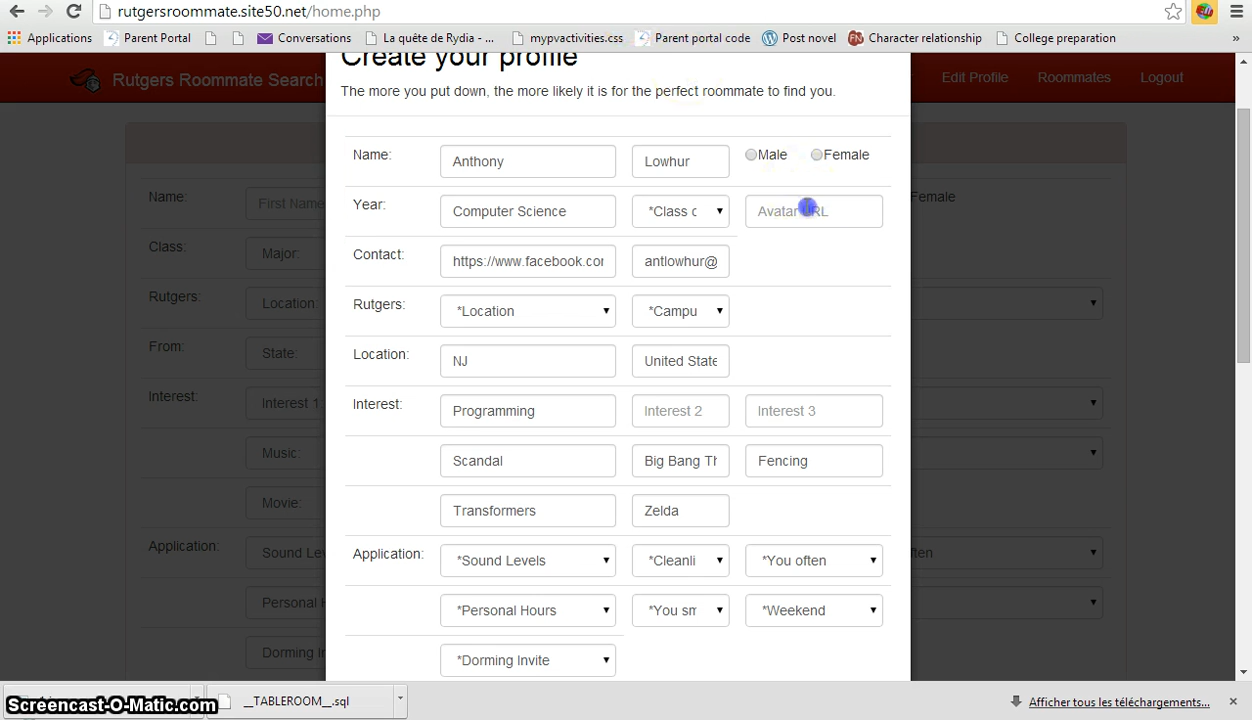 rutgersroommate.site50.net/home.php
Applications Parent Portal Conversations La quête de Rydia - ... mypvactivities.css Parent portal code Post novel Character relationship College preparation »
Rutgers Roommate Search Edit Profile Roommates Logout
Create your profile
The more you put down, the more likely it is for the perfect roommate to find you.
Name: Anthony Lowhur Male Female
Year: Computer Science *Class c Avatar URL
Contact: https://www.facebook.cor antlowhur@
Rutgers: *Location *Campu
Location: NJ United State
Interest: Programming Interest 2 Interest 3
Scandal Big Bang Th Fencing
Transformers Zelda
Application: *Sound Levels *Cleanli *You often
*Personal Hours *You sm *Weekend
*Dorming Invite
Name: First Name Female
Class: Major:
Rutgers: Location:
From: State:
Interest: Interest 1
Music:
Movie:
Application: Sound Lev ften
Personal H
Dorming In
__TABLEROOM__.sql Afficher tous les téléchargements...
Screencast-O-Matic.com